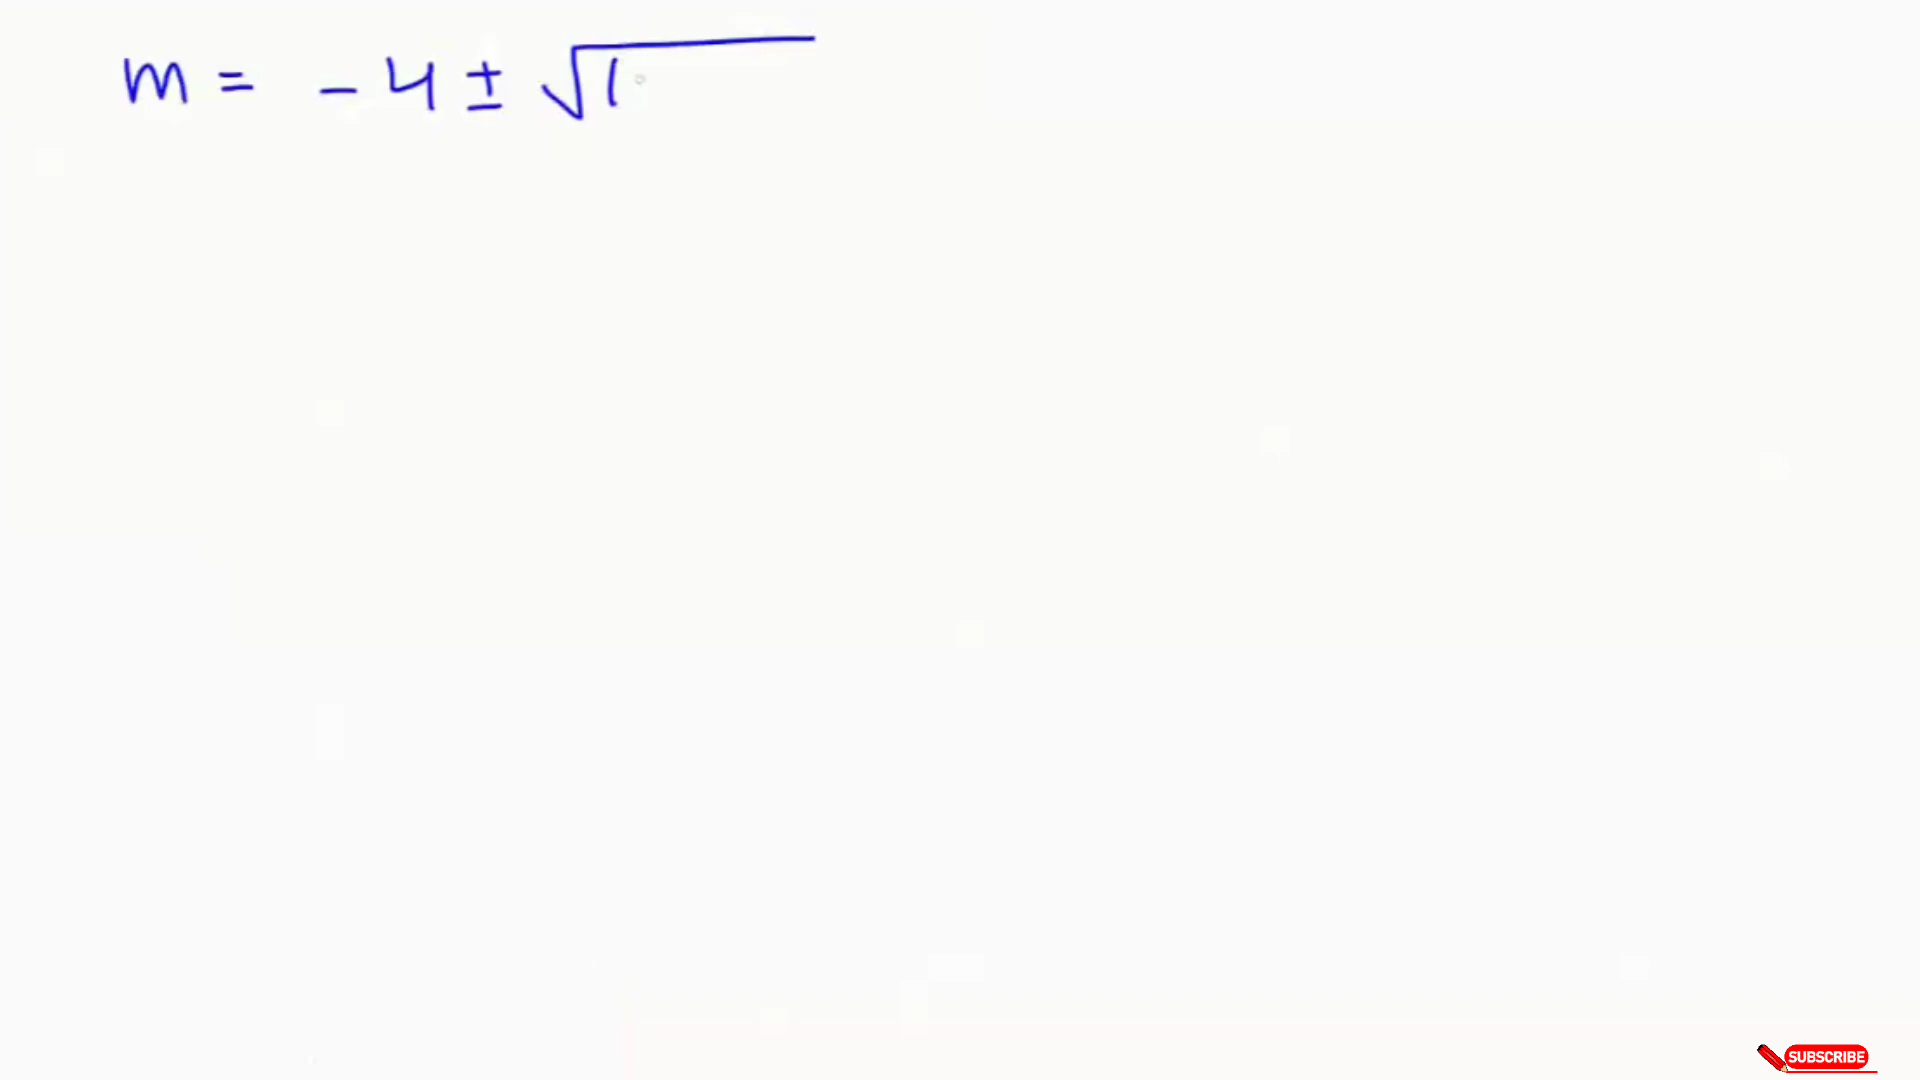 m = - 4 ± √1
SUBSCRIBE